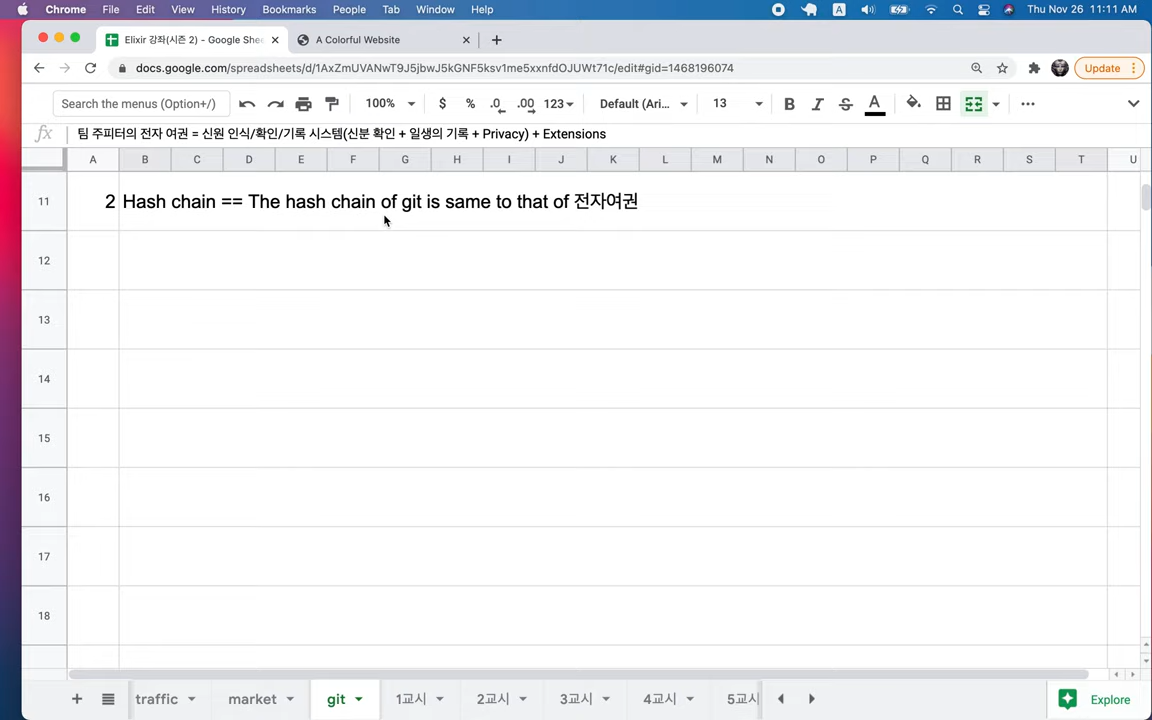 Chrome File Edit View History Bookmarks People Tab Window Help Thu Nov 26 11:11 AM
Elixir 강좌(시즌 2) - Google She
A Colorful Website
docs.google.com/spreadsheets/d/1AxZmUVANwT9J5jbwJ5kGNF5ksv1me5xxnfdOJUWt71c/edit#gid=1468196074
Update
Search the menus (Option+/)
100% $ % .0 .00 123 Default (Ari... 13 B I S A
fx 팀 주피터의 전자 여권 = 신원 인식/확인/기록 시스템(신분 확인 + 일생의 기록 + Privacy) + Extensions
A B C D E F G H I J K L M N O P Q R S T U
11 2 Hash chain == The hash chain of git is same to that of 전자여권
12
13
14
15
16
17
18
traffic market git 1교시 2교시 3교시 4교시 5교시 Explore